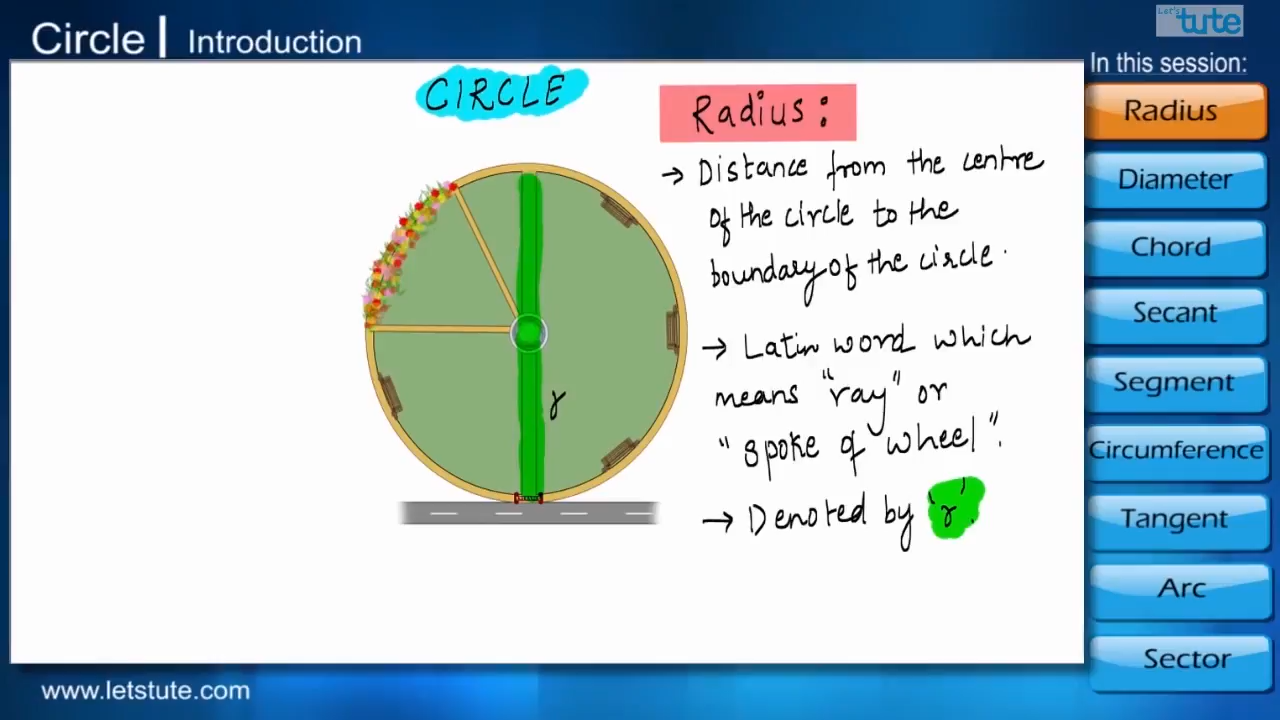 Circle | Introduction
Let's
tute
In this session:
CIRCLE
Radius:
→ Distance from the centre
of the circle to the
boundary of the circle.
→ Latin word which
means "ray" or
"spoke of wheel".
→ Denoted by 'r'.
r
Radius
Diameter
Chord
Secant
Segment
Circumference
Tangent
Arc
Sector
www.letstute.com